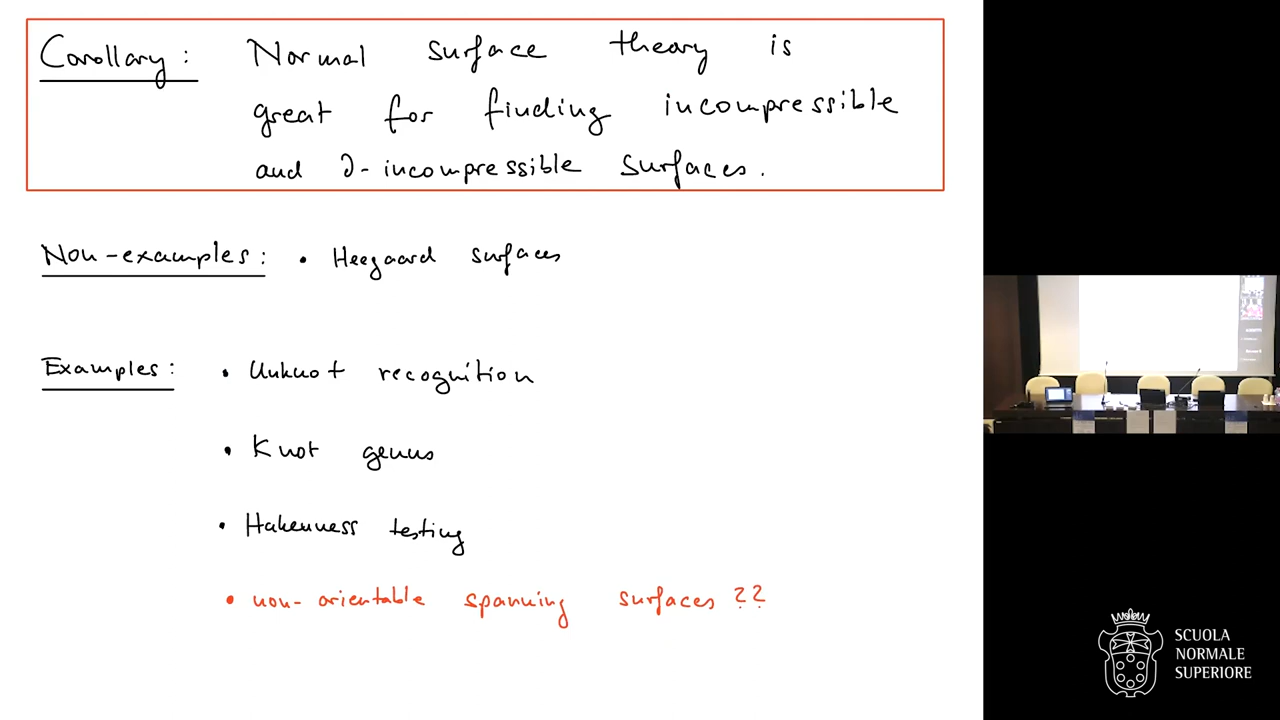 Corollary: Normal surface theory is
great for finding incompressible
and ∂-incompressible surfaces.
Non-examples: • Heegaard surfaces
Examples: • Unknot recognition
• Knot genus
• Hakenness testing
• non-orientable spanning surfaces ??
SCUOLA
NORMALE
SUPERIORE